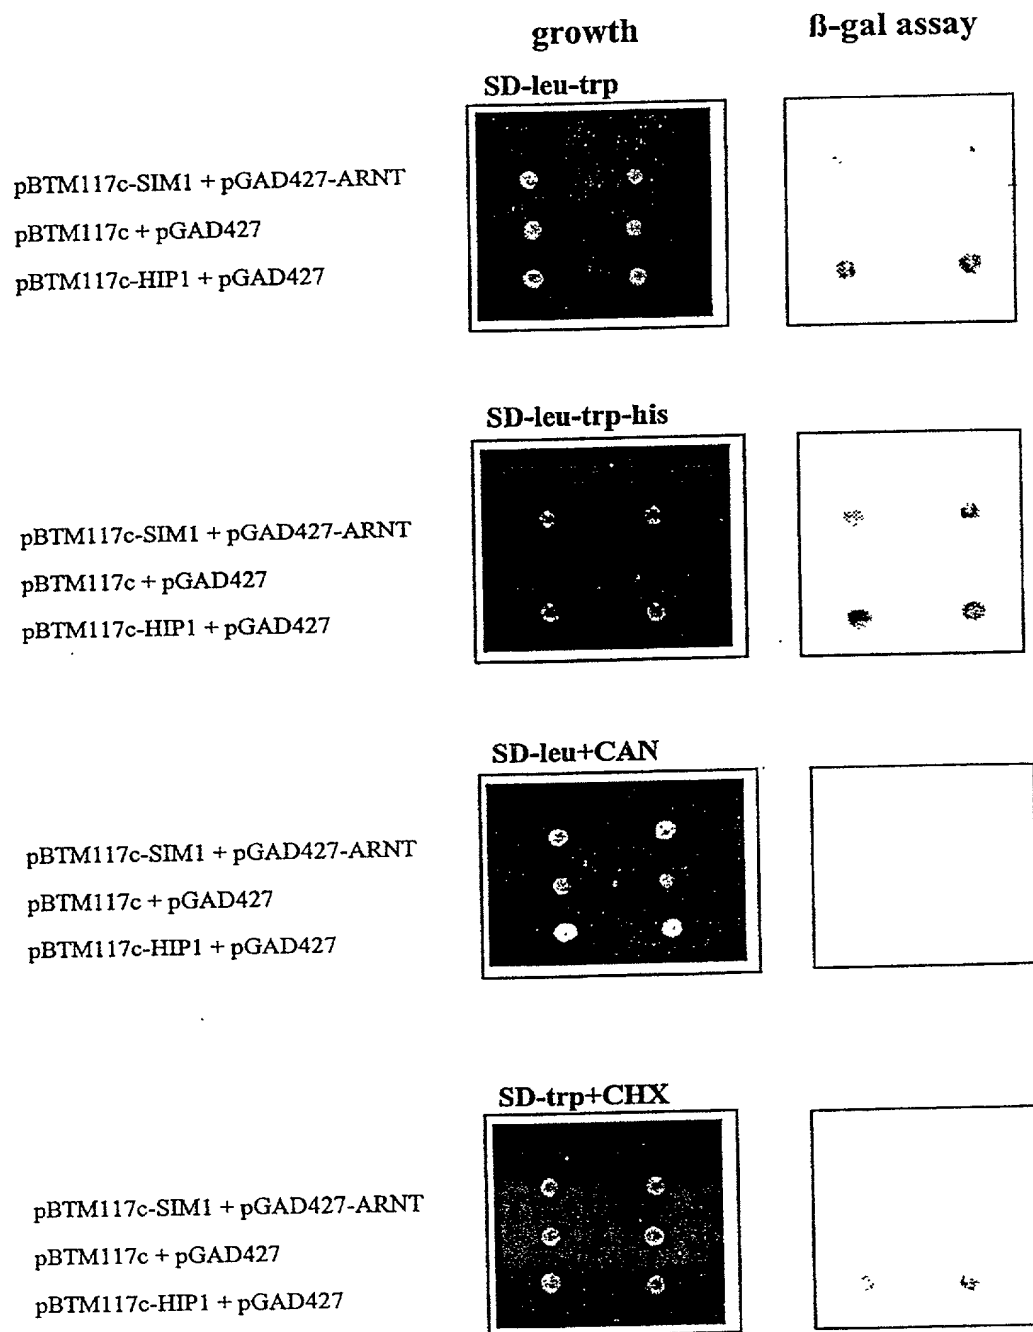 growth
ß-gal assay
SD-leu-trp
pBTM117c-SIM1 + pGAD427-ARNT
pBTM117c + pGAD427
pBTM117c-HIP1 + pGAD427
SD-leu-trp-his
pBTM117c-SIM1 + pGAD427-ARNT
pBTM117c + pGAD427
pBTM117c-HIP1 + pGAD427
SD-leu+CAN
pBTM117c-SIM1 + pGAD427-ARNT
pBTM117c + pGAD427
pBTM117c-HIP1 + pGAD427
SD-trp+CHX
pBTM117c-SIM1 + pGAD427-ARNT
pBTM117c + pGAD427
pBTM117c-HIP1 + pGAD427